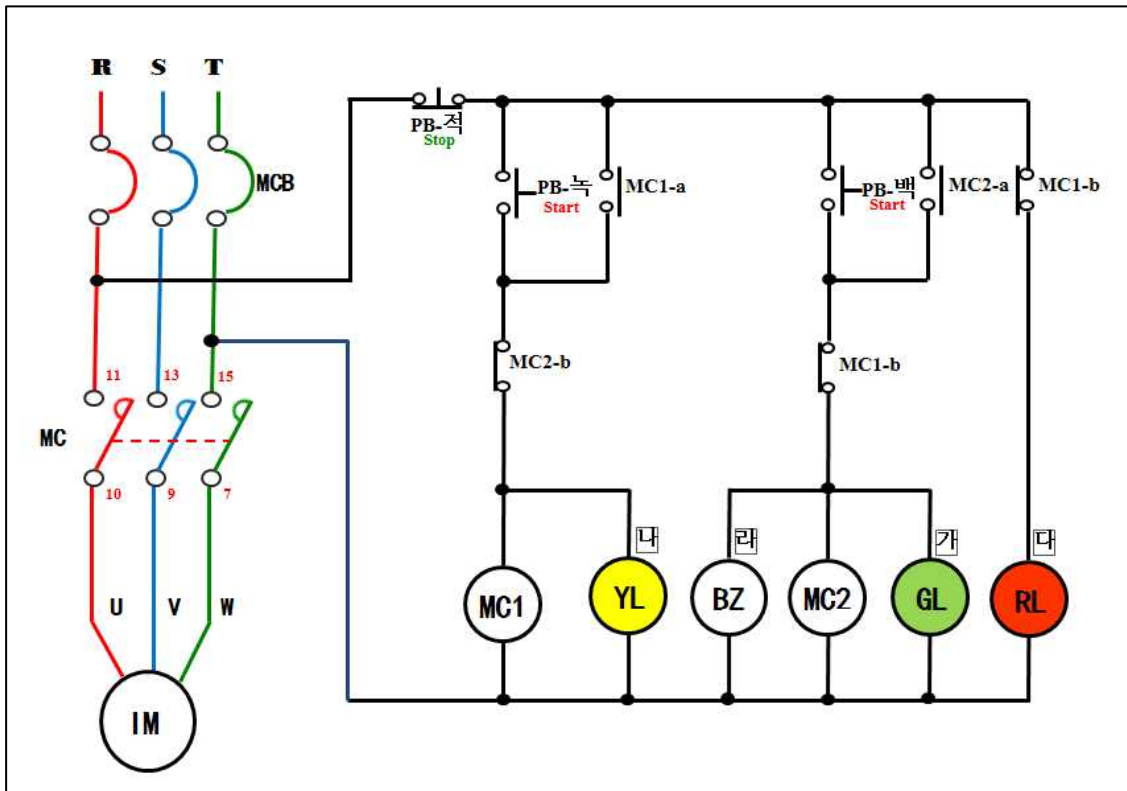 R S T
MCB
PB-적
Stop
PB-녹
Start
MC1-a
PB-백
Start
MC2-a
MC1-b
MC2-b
MC1-b
11 13 15
MC
10 9 7
U V W
IM
나
라
가
다
MC1
YL
BZ
MC2
GL
RL